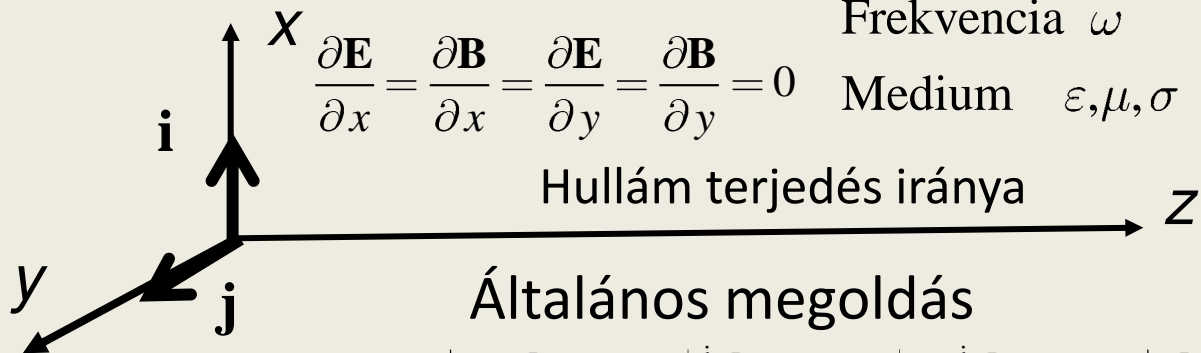 Frekvencia ω
x
∂E/∂x = ∂B/∂x = ∂E/∂y = ∂B/∂y = 0
Medium ε,μ,σ
i
Hullám terjedés iránya
z
y
j
Általános megoldás